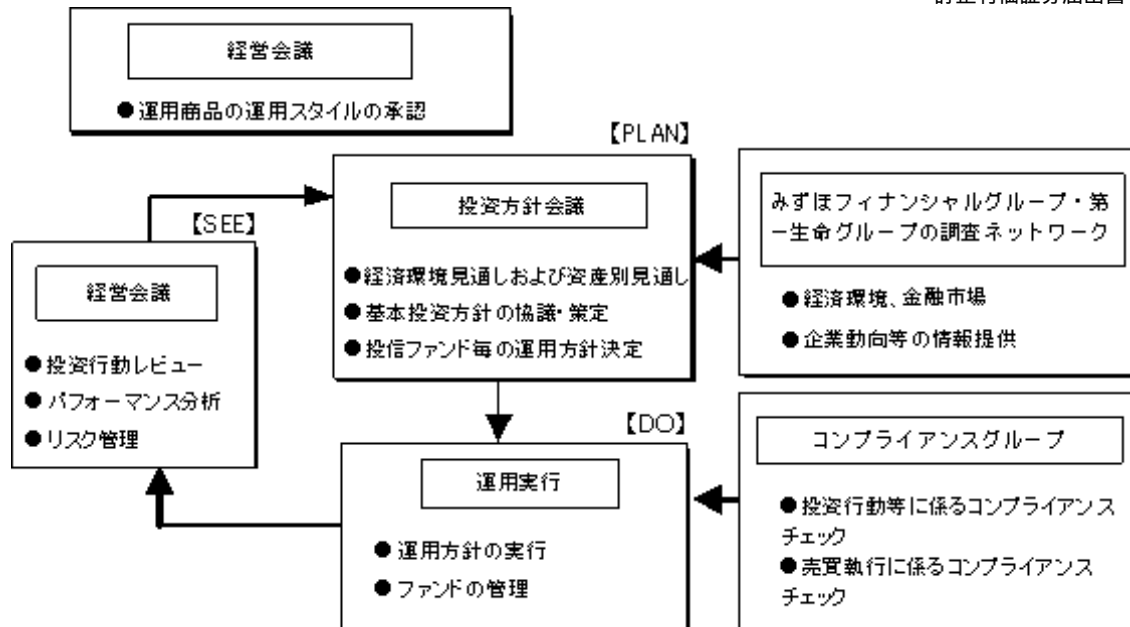 経営会議
●運用商品の運用スタイルの承認
【PLAN】
投資方針会議
●経済環境見通しおよび資産別見通し
●基本投資方針の協議・策定
●投信ファンド毎の運用方針決定
みずほフィナンシャルグループ・第
一生命グループの調査ネットワーク
●経済環境、金融市場
●企業動向等の情報提供
【SEE】
経営会議
●投資行動レビュー
●パフォーマンス分析
●リスク管理
【DO】
運用実行
●運用方針の実行
●ファンドの管理
コンプライアンスグループ
●投資行動等に係るコンプライアンス
チェック
●売買執行に係るコンプライアンス
チェック